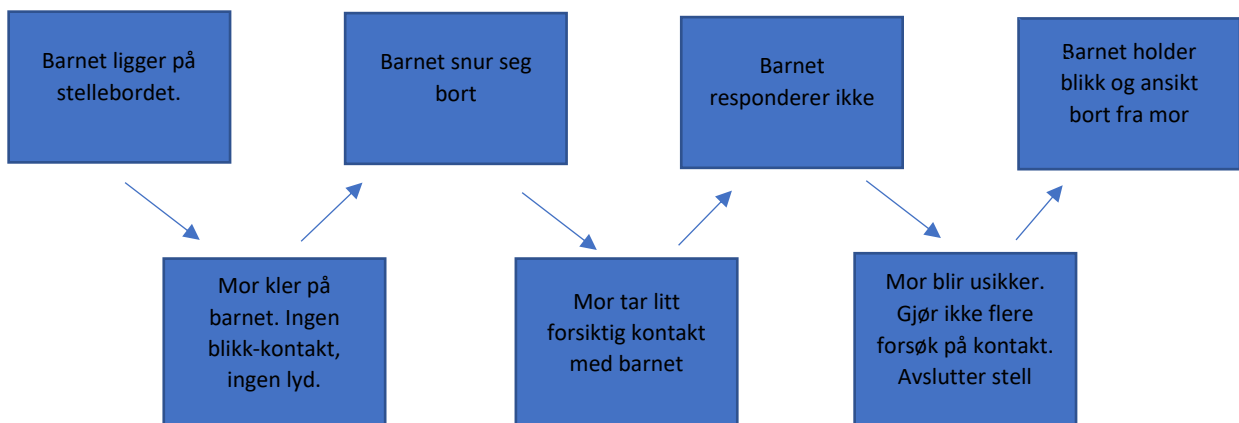 Barnet ligger på
stellebordet.
Mor kler på
barnet. Ingen
blikk-kontakt,
ingen lyd.
Barnet snur seg
bort
Mor tar litt
forsiktig kontakt
med barnet
Barnet
responderer ikke
Mor blir usikker.
Gjør ikke flere
forsøk på kontakt.
Avslutter stell
Barnet holder
blikk og ansikt
bort fra mor